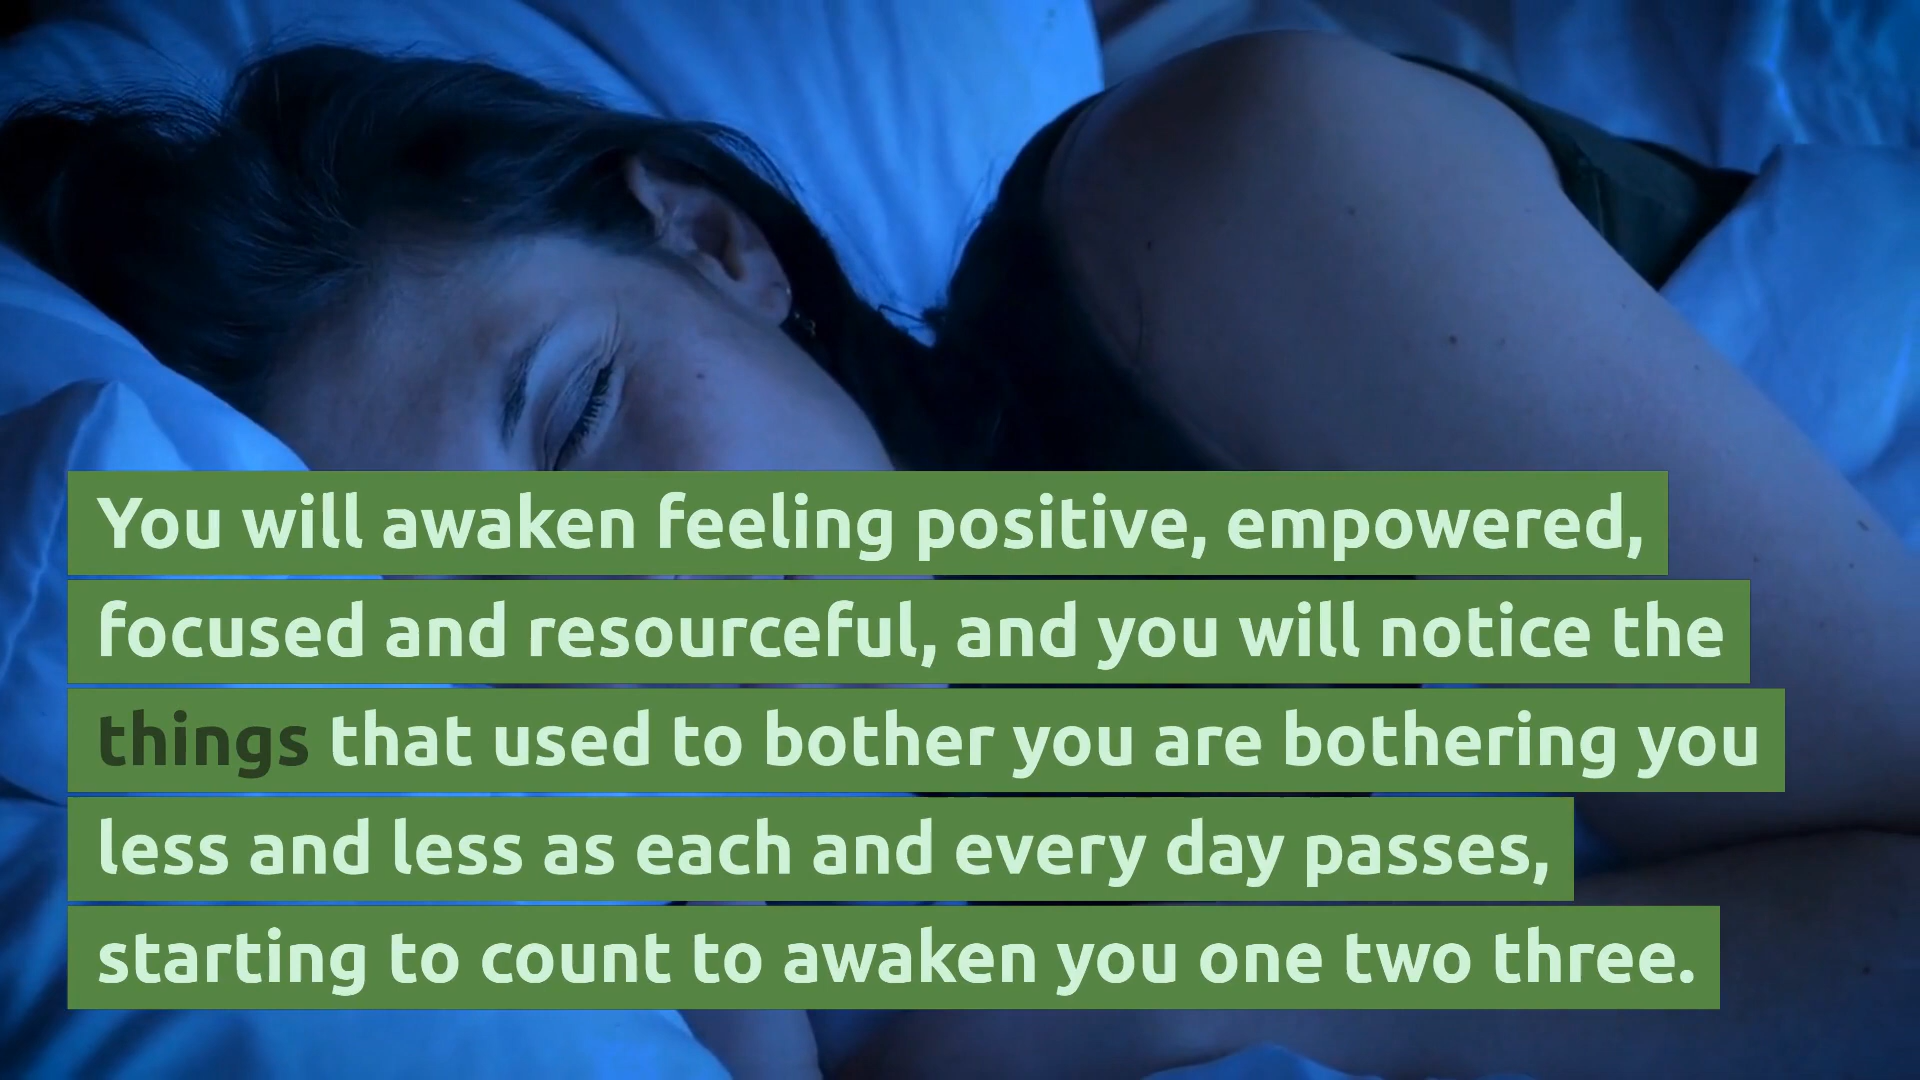 You will awaken feeling positive, empowered,
focused and resourceful, and you will notice the
things that used to bother you are bothering you
less and less as each and every day passes,
starting to count to awaken you one two three.